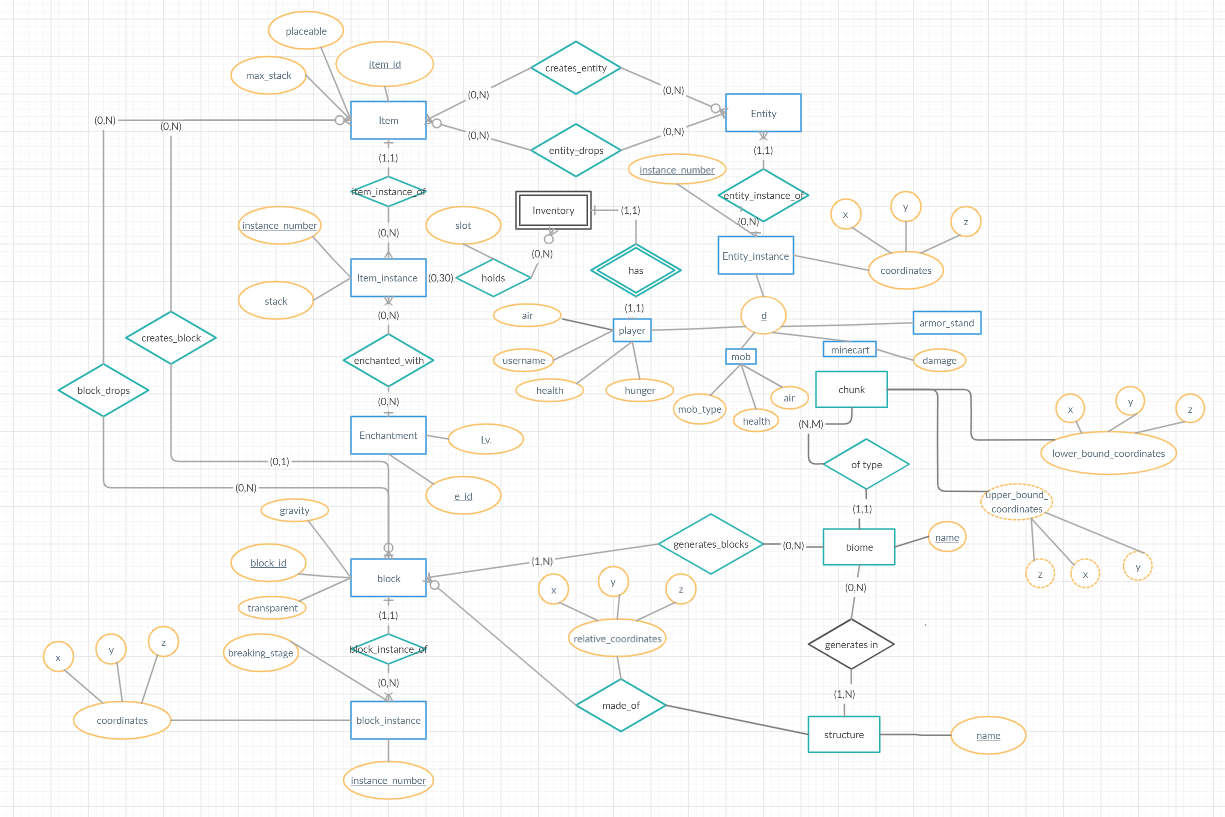 placeable
item_id
max_stack
creates_entity
(0,N)
(0,N)
Item
Entity
(0,N)
(0,N)
(0,N)
(0,N)
entity_drops
(1,1)
(1,1)
instance_number
item_instance_of
entity_instance_of
Inventory
(1,1)
instance_number
slot
(0,N)
(0,N)
x
y
z
(0,N)
Entity_instance
coordinates
Item_instance
(0,30)
holds
has
stack
(0,N)
(1,1)
air
d
player
armor_stand
creates_block
mob
minecart
enchanted_with
username
damage
block_drops
health
hunger
air
chunk
(0,N)
mob_type
health
x
y
z
(N,M)
Enchantment
Lv.
lower_bound_coordinates
(0,1)
of type
(0,N)
e_id
upper_bound_
coordinates
gravity
(1,1)
generates_blocks
(0,N)
biome
name
block_id
(1,N)
z
x
y
block
transparent
x
y
z
(0,N)
(1,1)
relative_coordinates
generates in
block_instance_of
breaking_stage
x
y
z
(0,N)
(1,N)
made_of
coordinates
block_instance
structure
name
instance_number